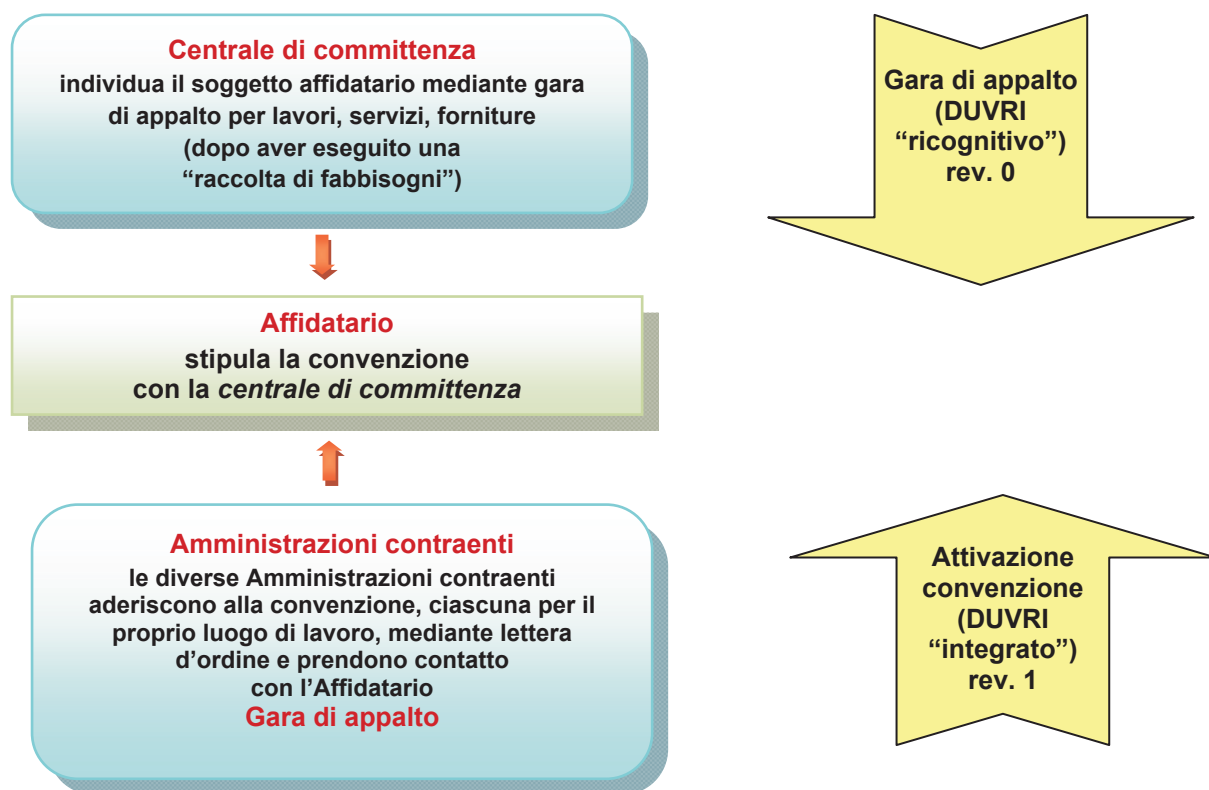 Centrale di committenza
individua il soggetto affidatario mediante gara
di appalto per lavori, servizi, forniture
(dopo aver eseguito una
“raccolta di fabbisogni”)
Gara di appalto
(DUVRI
“ricognitivo”)
rev. 0
Affidatario
stipula la convenzione
con la centrale di committenza
Amministrazioni contraenti
le diverse Amministrazioni contraenti
aderiscono alla convenzione, ciascuna per il
proprio luogo di lavoro, mediante lettera
d’ordine e prendono contatto
con l’Affidatario
Gara di appalto
Attivazione
convenzione
(DUVRI
“integrato”)
rev. 1